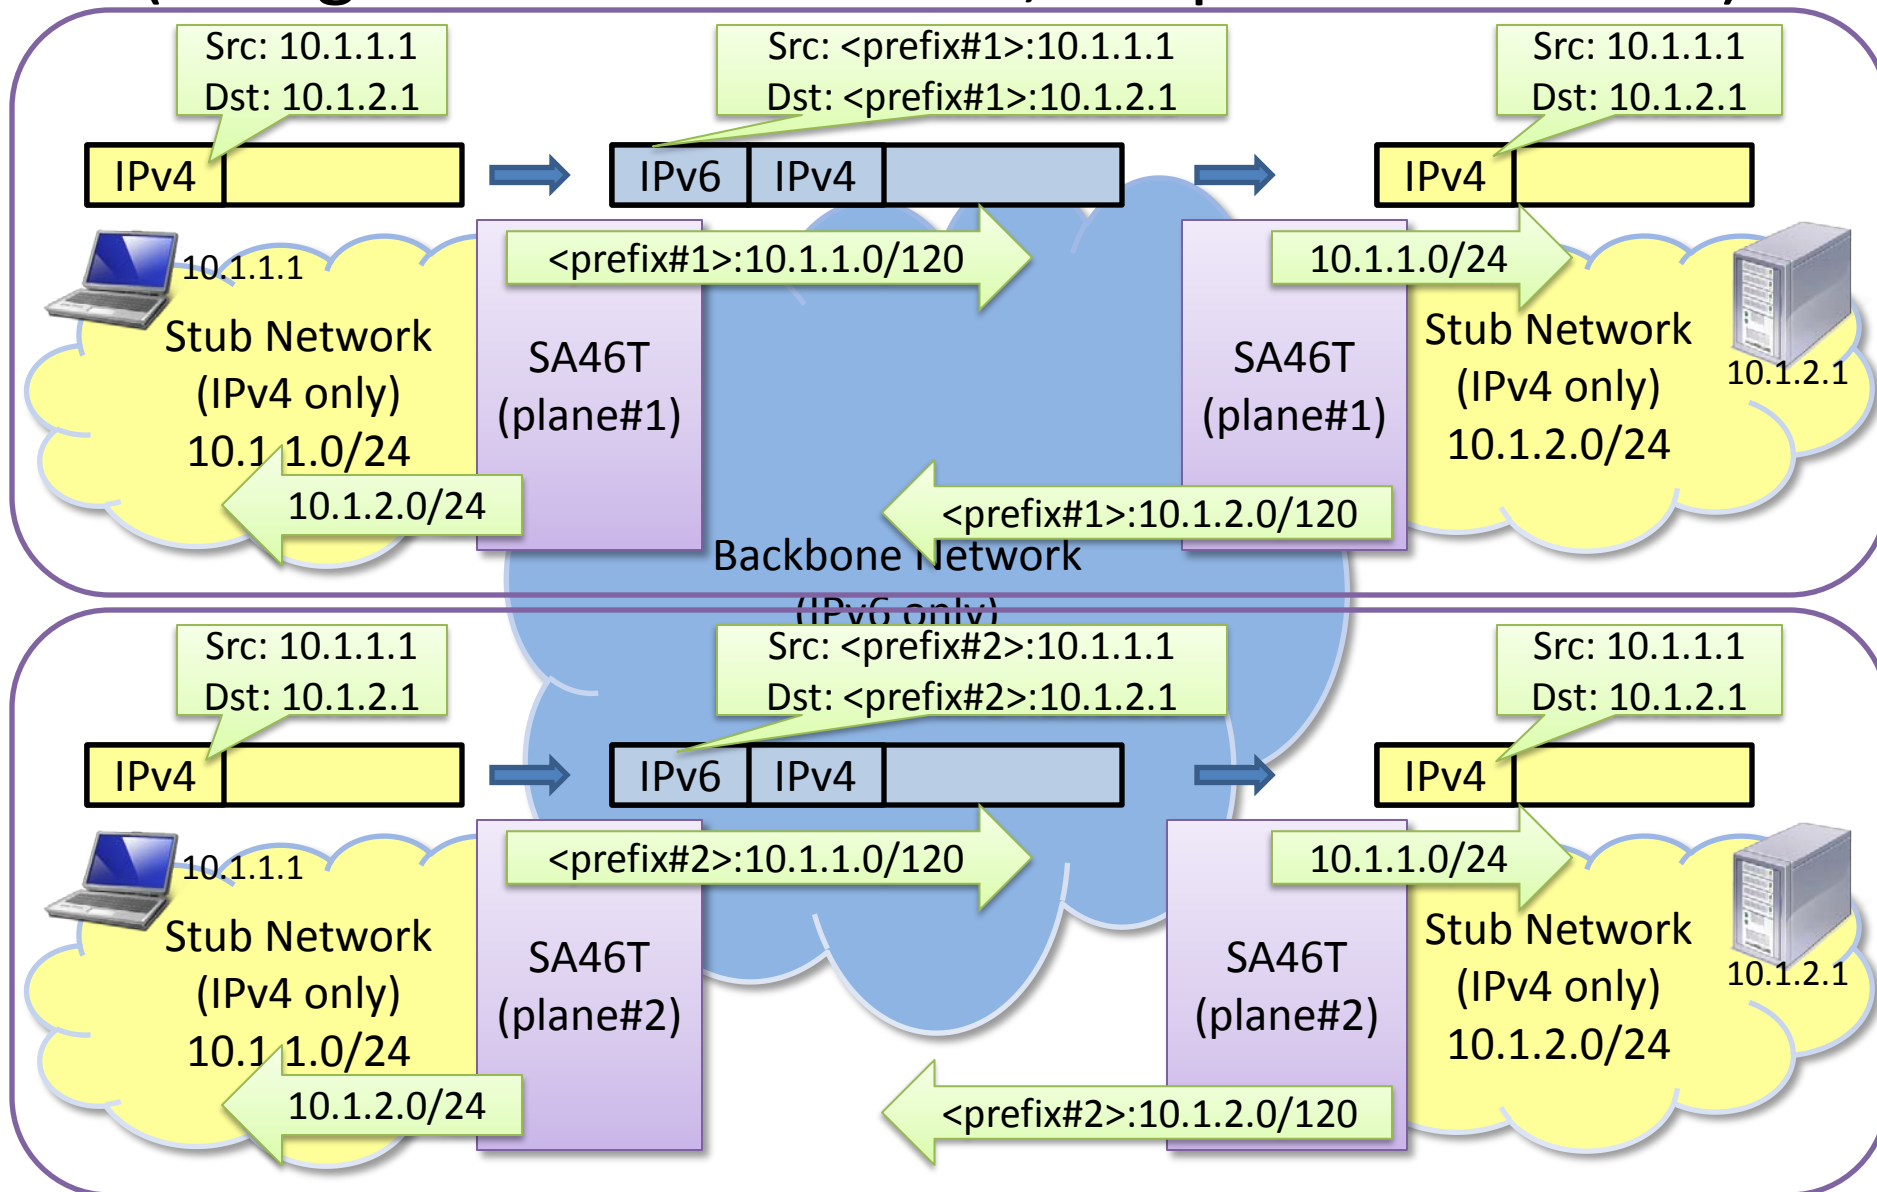 Src: 10.1.1.1
Dst: 10.1.2.1
Src: <prefix#1>:10.1.1.1
Dst: <prefix#1>:10.1.2.1
Src: 10.1.1.1
Dst: 10.1.2.1
IPv4
IPv6 IPv4
IPv4
10.1.1.1
<prefix#1>:10.1.1.0/120
10.1.1.0/24
Stub Network
(IPv4 only)
10.1.1.0/24
SA46T
(plane#1)
SA46T
(plane#1)
Stub Network
(IPv4 only)
10.1.2.0/24
10.1.2.1
10.1.2.0/24
<prefix#1>:10.1.2.0/120
Backbone Network
(IPv6 only)
Src: 10.1.1.1
Dst: 10.1.2.1
Src: <prefix#2>:10.1.1.1
Dst: <prefix#2>:10.1.2.1
Src: 10.1.1.1
Dst: 10.1.2.1
IPv4
IPv6 IPv4
IPv4
10.1.1.1
<prefix#2>:10.1.1.0/120
10.1.1.0/24
Stub Network
(IPv4 only)
10.1.1.0/24
SA46T
(plane#2)
SA46T
(plane#2)
Stub Network
(IPv4 only)
10.1.2.0/24
10.1.2.1
10.1.2.0/24
<prefix#2>:10.1.2.0/120